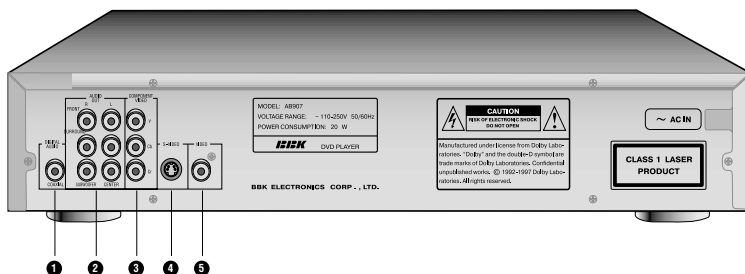 AUDIO OUT
R L
COMPONENT VIDEO
FRONT
Y
SURROUND
Cb
DIGITAL AUDIO
S-VIDEO
VIDEO
Cr
COAXIAL
SUBWOOFER
CENTER
MODEL: AB907
VOLTAGE RANGE: ~ 110-250V 50/60Hz
POWER CONSUMPTION: 20 W
BBK DVD PLAYER
BBK ELECTRONICS CORP. , LTD.
CAUTION
RISK OF ELECTRONIC SHOCK
DO NOT OPEN
Manufactured under license from Dolby Labo-
ratories. "Dolby" and the double-D symbol are
trade marks of Dolby Laboratories. Confidential
unpublished works. © 1992-1997 Dolby Labo-
ratories. All rights reserved.
~ AC IN
CLASS 1 LASER
PRODUCT
1 2 3 4 5